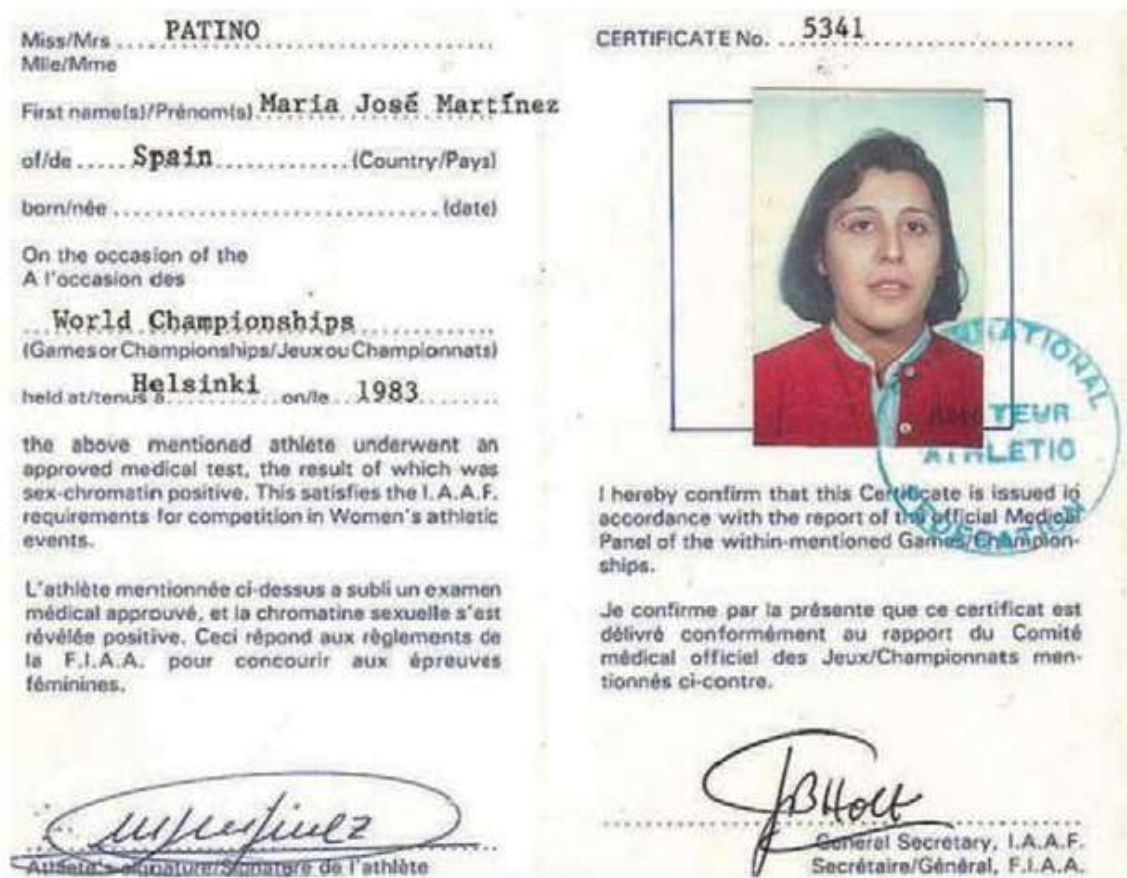 Miss/Mrs .... PATINO
Mlle/Mme
First name(s)/Prénom(s) Maria José Martínez
of/de ..... Spain ............. (Country/Pays)
born/née ............................... (date)
On the occasion of the
A l'occasion des
... World Championships ............
(Games or Championships/Jeux ou Championnats)
held at/tenus à Helsinki ... on/le ... 1983 ........
the above mentioned athlete underwent an
approved medical test, the result of which was
sex-chromatin positive. This satisfies the I.A.A.F.
requirements for competition in Women's athletic
events.
L'athlète mentionnée ci-dessus a subli un examen
médical approuvé, et la chromatine sexuelle s'est
révélée positive. Ceci répond aux règlements de
la F.I.A.A. pour concourir aux épreuves
féminines.
Athlete's signature/Signature de l'athlète
CERTIFICATE No. .. 5341 ....................
AMATEUR
ATHLETIC
I hereby confirm that this Certificate is issued in
accordance with the report of the official Medical
Panel of the within-mentioned Games/Champion-
ships.
Je confirme par la présente que ce certificat est
délivré conformément au rapport du Comité
médical officiel des Jeux/Championnats men-
tionnés ci-contre.
JBHolt
General Secretary, I.A.A.F.
Secrétaire/Général, F.I.A.A.